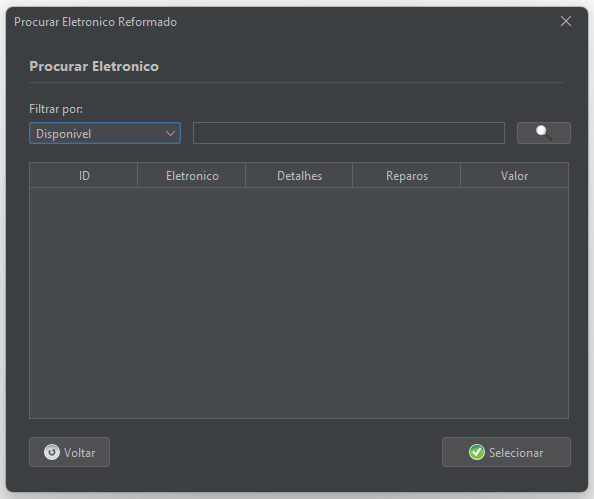 Procurar Eletronico Reformado
Procurar Eletronico
Filtrar por:
Disponivel
ID Eletronico Detalhes Reparos Valor
Voltar Selecionar